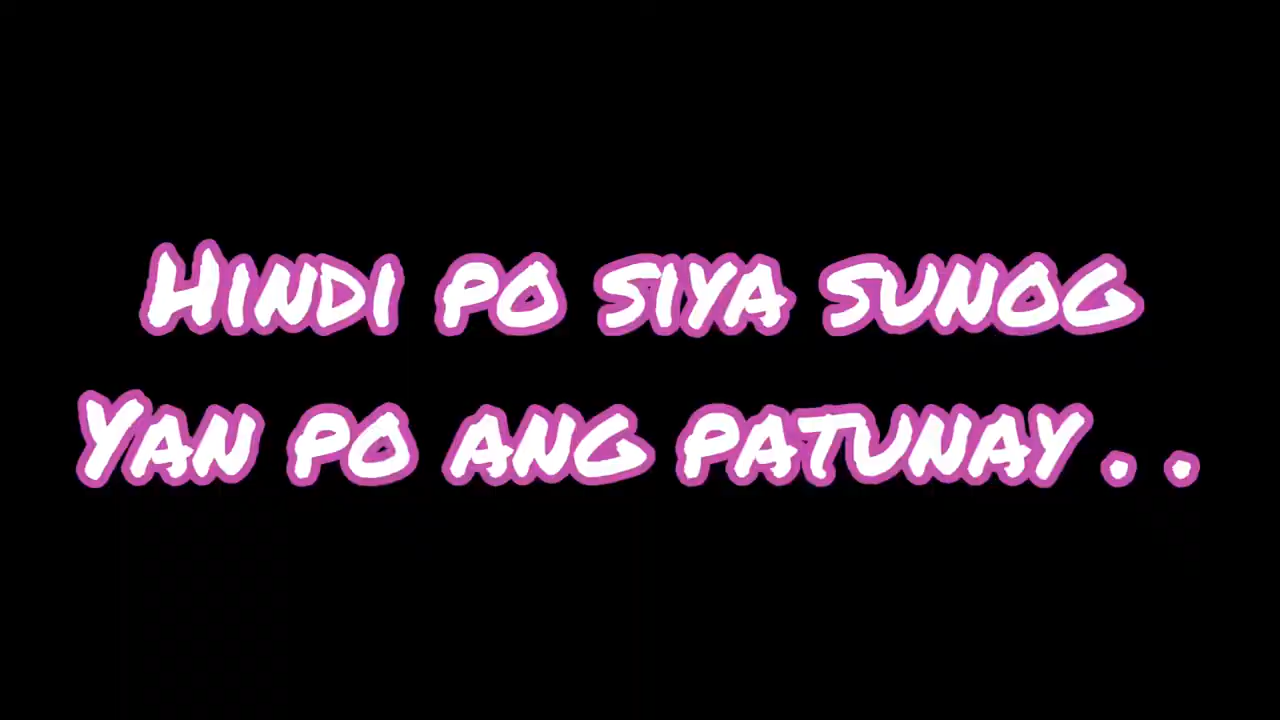 Hindi po siya sunog
Yan po ang patunay . .